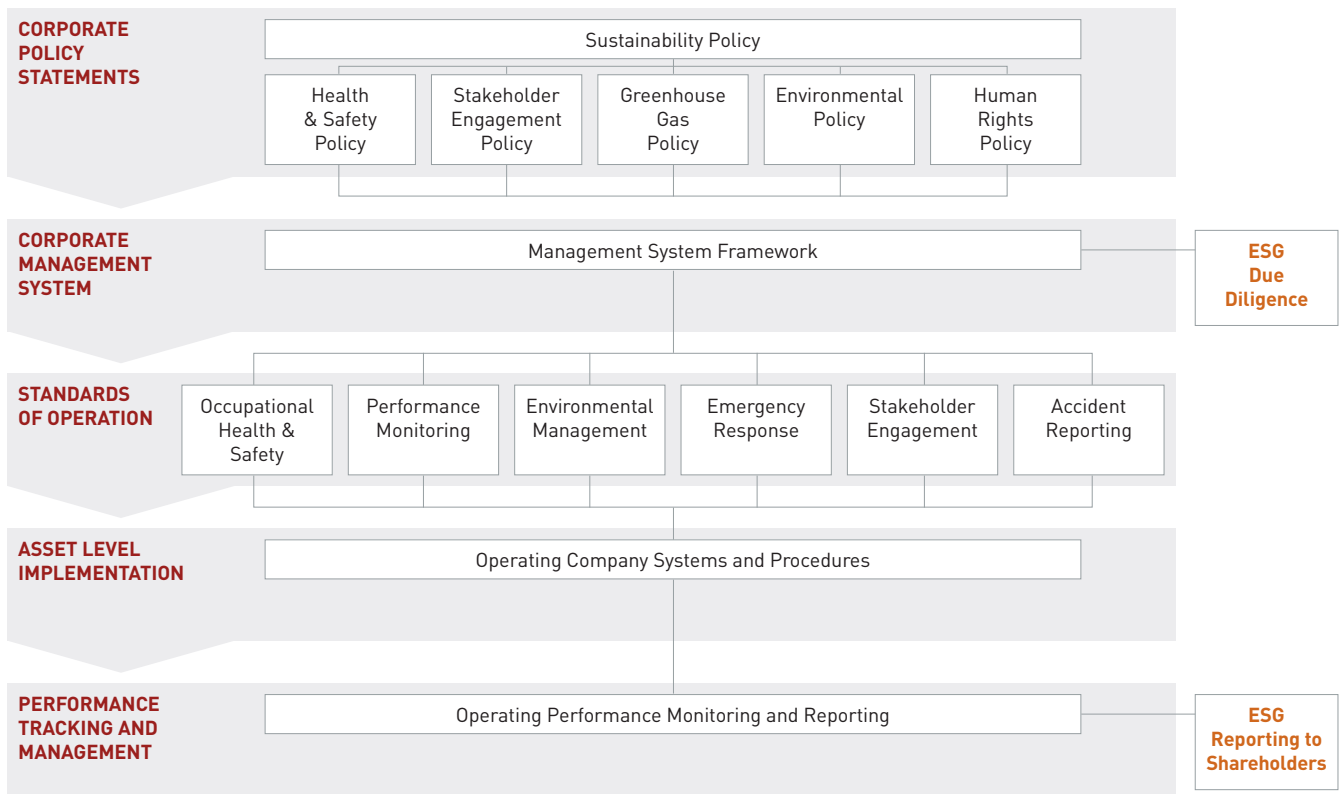 CORPORATE
POLICY
STATEMENTS
Sustainability Policy
Health
& Safety
Policy
Stakeholder
Engagement
Policy
Greenhouse
Gas
Policy
Environmental
Policy
Human
Rights
Policy
CORPORATE
MANAGEMENT
SYSTEM
Management System Framework
ESG
Due
Diligence
STANDARDS
OF OPERATION
Occupational
Health &
Safety
Performance
Monitoring
Environmental
Management
Emergency
Response
Stakeholder
Engagement
Accident
Reporting
ASSET LEVEL
IMPLEMENTATION
Operating Company Systems and Procedures
PERFORMANCE
TRACKING AND
MANAGEMENT
Operating Performance Monitoring and Reporting
ESG
Reporting to
Shareholders